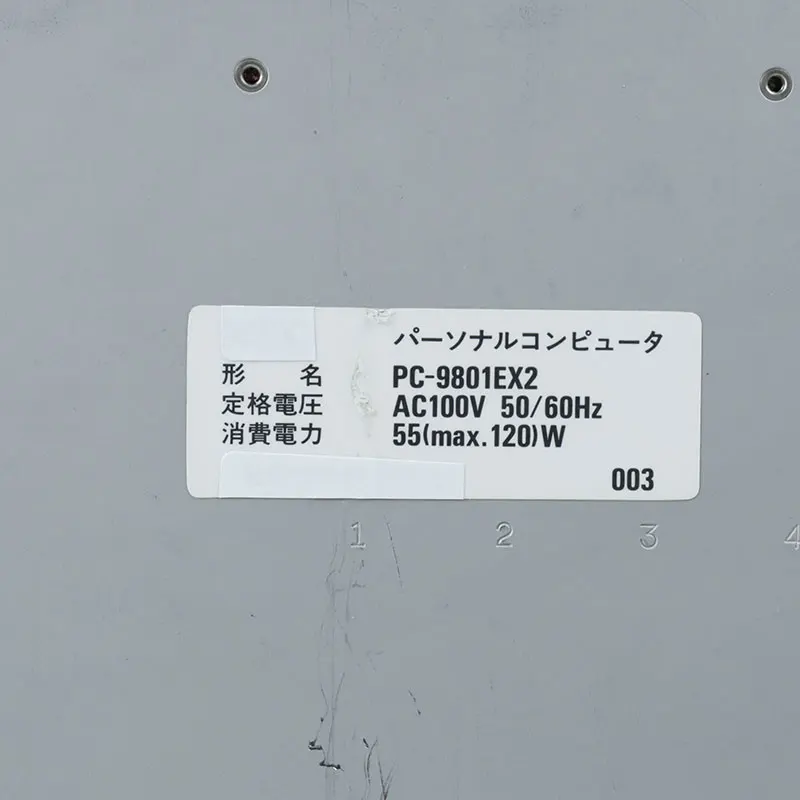 パーソナルコンピュータ
形 名 PC-9801EX2
定格電圧 AC100V 50/60Hz
消費電力 55(max.120)W
003
1 2 3 4